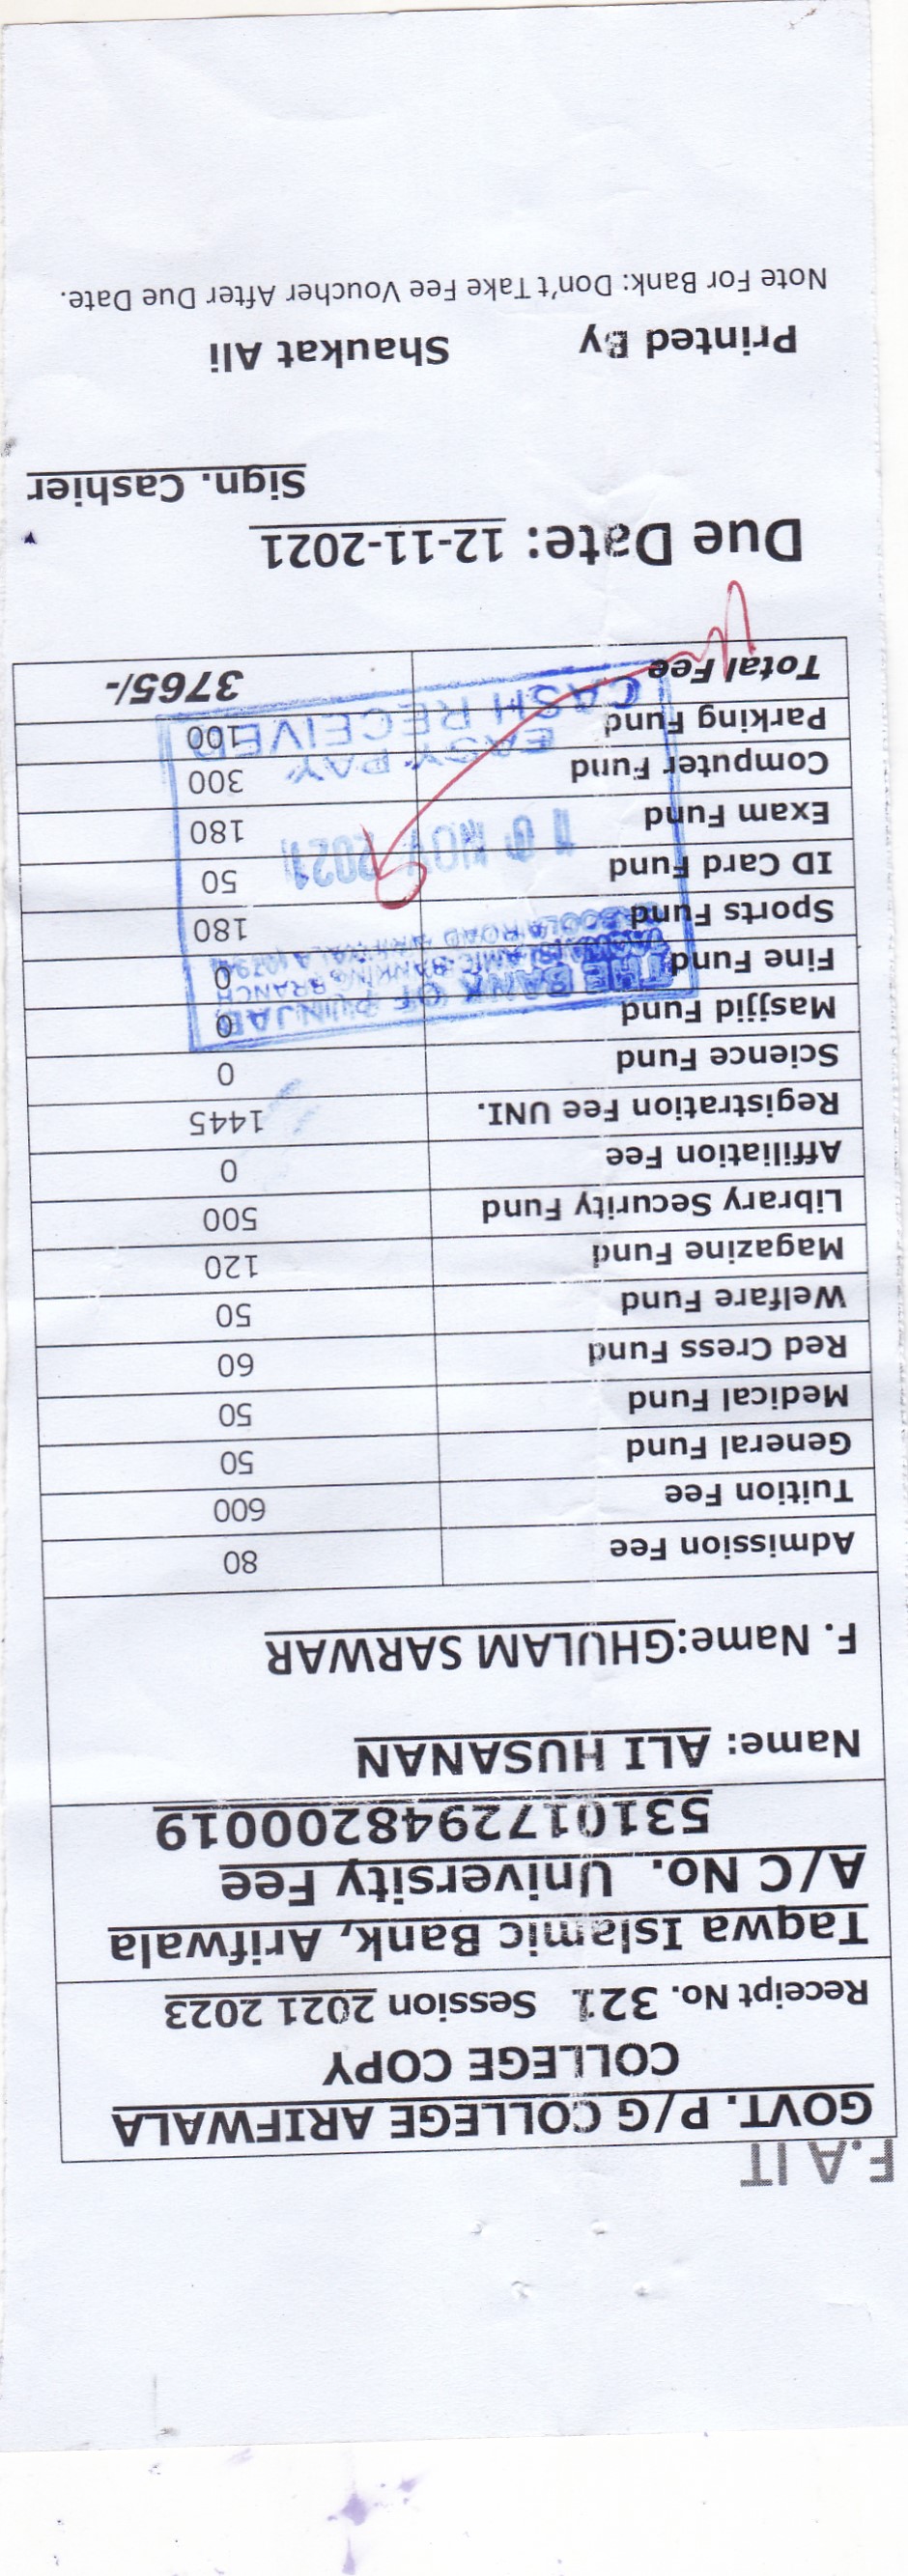 F.A IT
GOVT. P/G COLLEGE ARIFWALA
COLLEGE COPY
Receipt No. 321 Session 2021 2023
Taqwa Islamic Bank, Arifwala
A/C No. University Fee
5310172948200019
Name: ALI HUSANAN
F. Name:GHULAM SARWAR
Admission Fee 80
Tuition Fee 600
General Fund 50
Medical Fund 50
Red Cress Fund 60
Welfare Fund 50
Magazine Fund 120
Library Security Fund 500
Affiliation Fee 0
Registration Fee UNI. 1445
Science Fund 0
Masjjid Fund 0
Fine Fund 0
Sports Fund 180
ID Card Fund 50
Exam Fund 180
Computer Fund 300
Parking Fund 100
Total Fee 3765/-
THE BANK OF PUNJAB
TAQWA ISLAMIC BANKING BRANCH
ROAD ARIFWALA
10 NOV 2021
EASY PAY
CASH RECEIVED
Due Date: 12-11-2021
Sign. Cashier
Printed By Shaukat Ali
Note For Bank: Don't Take Fee Voucher After Due Date.